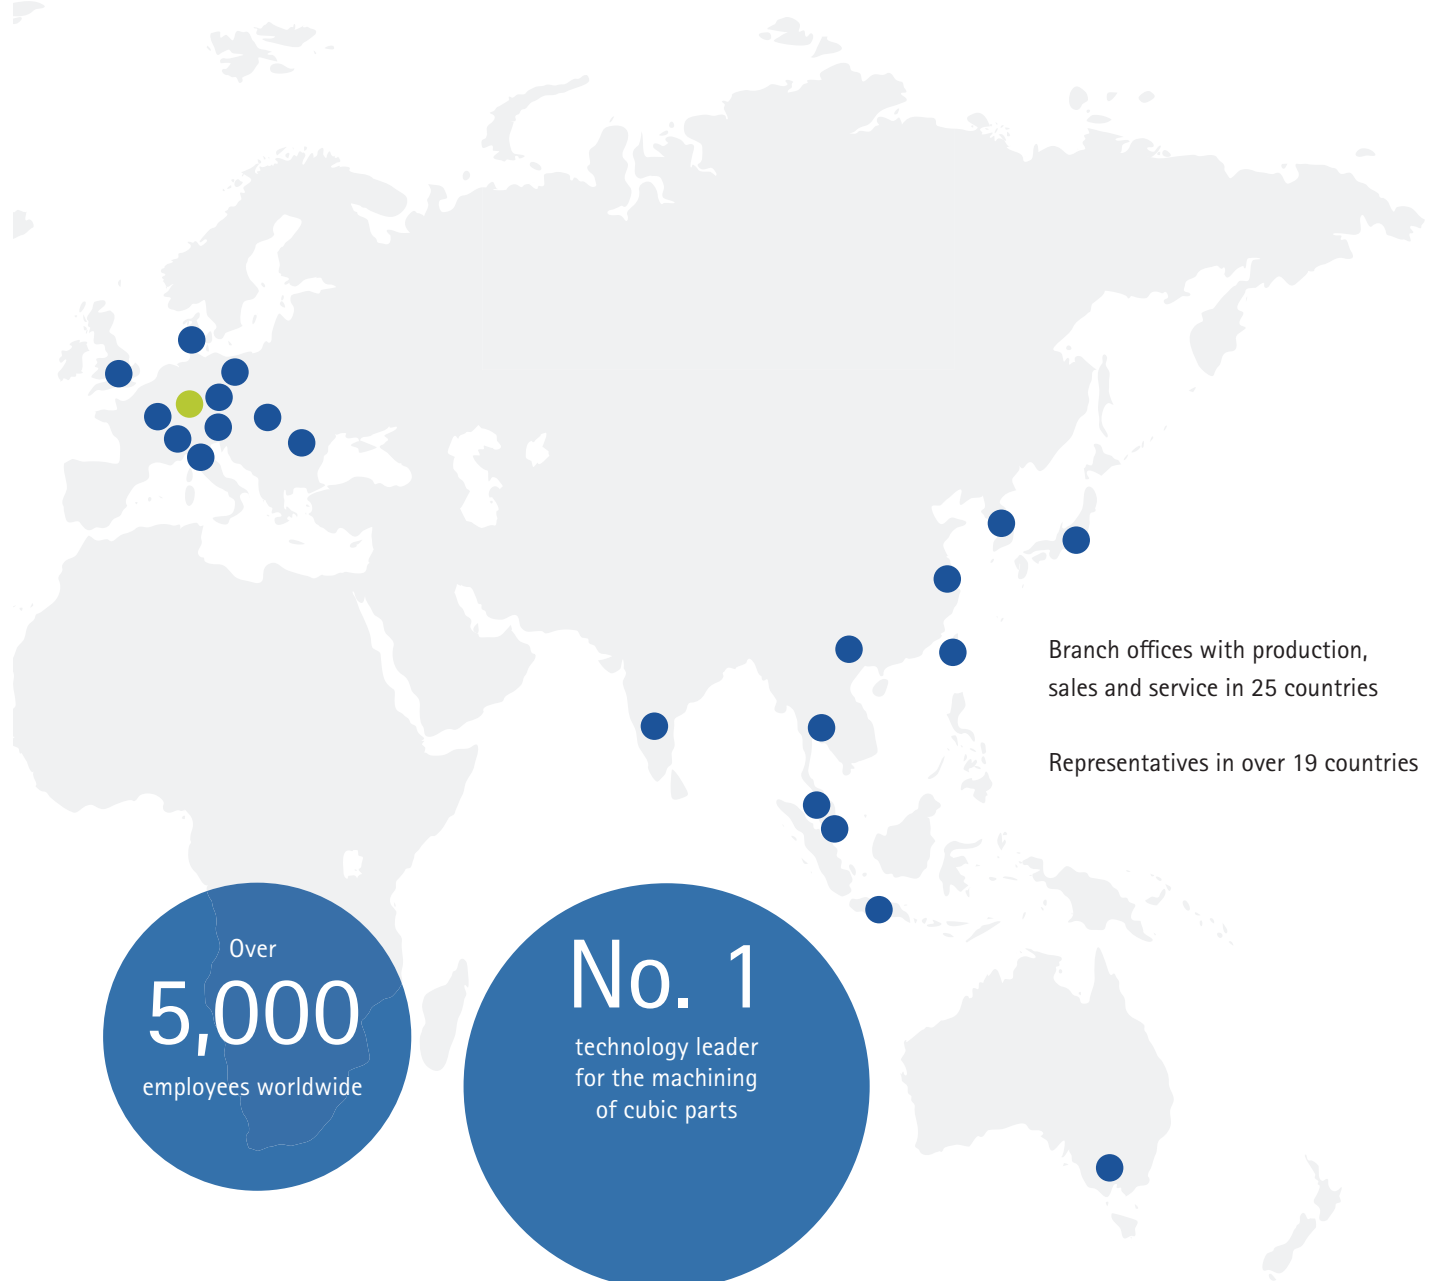 Branch offices with production,
sales and service in 25 countries
Representatives in over 19 countries
Over
5,000
employees worldwide
No. 1
technology leader
for the machining
of cubic parts